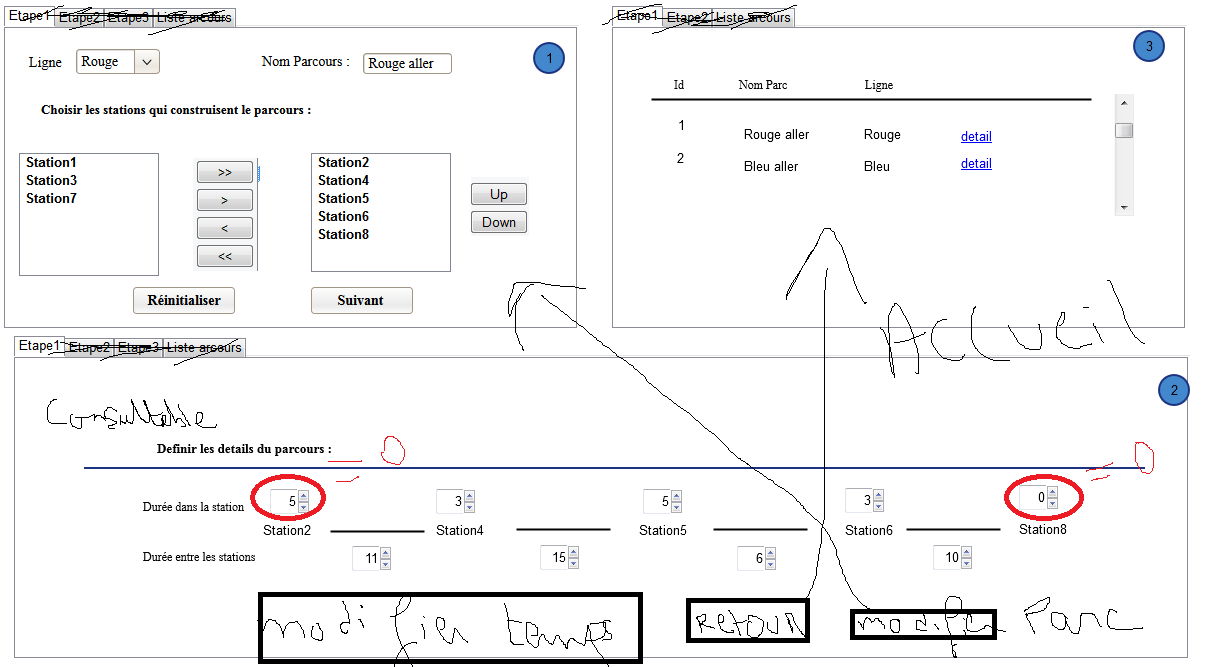 Etape1 Etape2 Etape3 Liste arcours
1
Ligne Rouge Nom Parcours : Rouge aller
Choisir les stations qui construisent le parcours :
Station1
Station3
Station7
>>
>
<
<<
Station2
Station4
Station5
Station6
Station8
Up
Down
Réinitialiser Suivant
Etape1 Etape2 Liste arcours
3
Id Nom Parc Ligne
1 Rouge aller Rouge detail
2 Bleu aller Bleu detail
Accueil
Etape1 Etape2 Etape3 Liste arcours
2
Consultable
Definir les details du parcours :
= 0
= 0
Durée dans la station 5 3 5 3 0
Station2 Station4 Station5 Station6 Station8
Durée entre les stations 11 15 6 10
modifier temps Retour modifier Parc